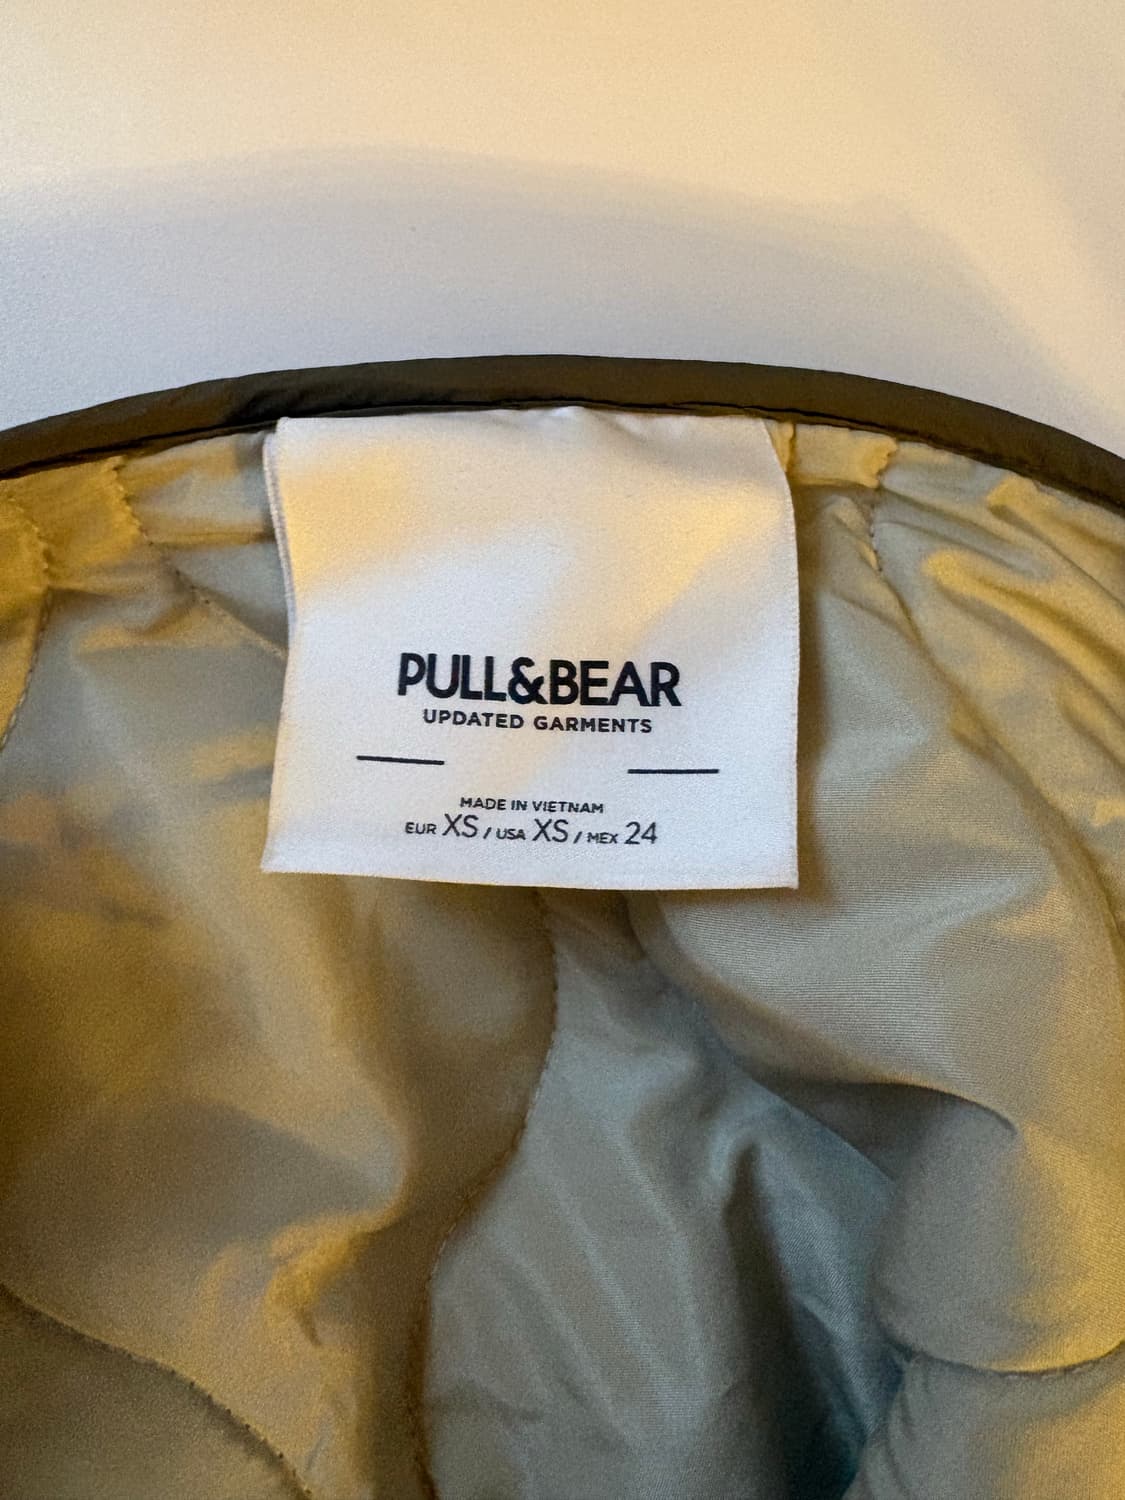 PULL&BEAR
UPDATED GARMENTS
MADE IN VIETNAM
EUR XS / USA XS / MEX 24